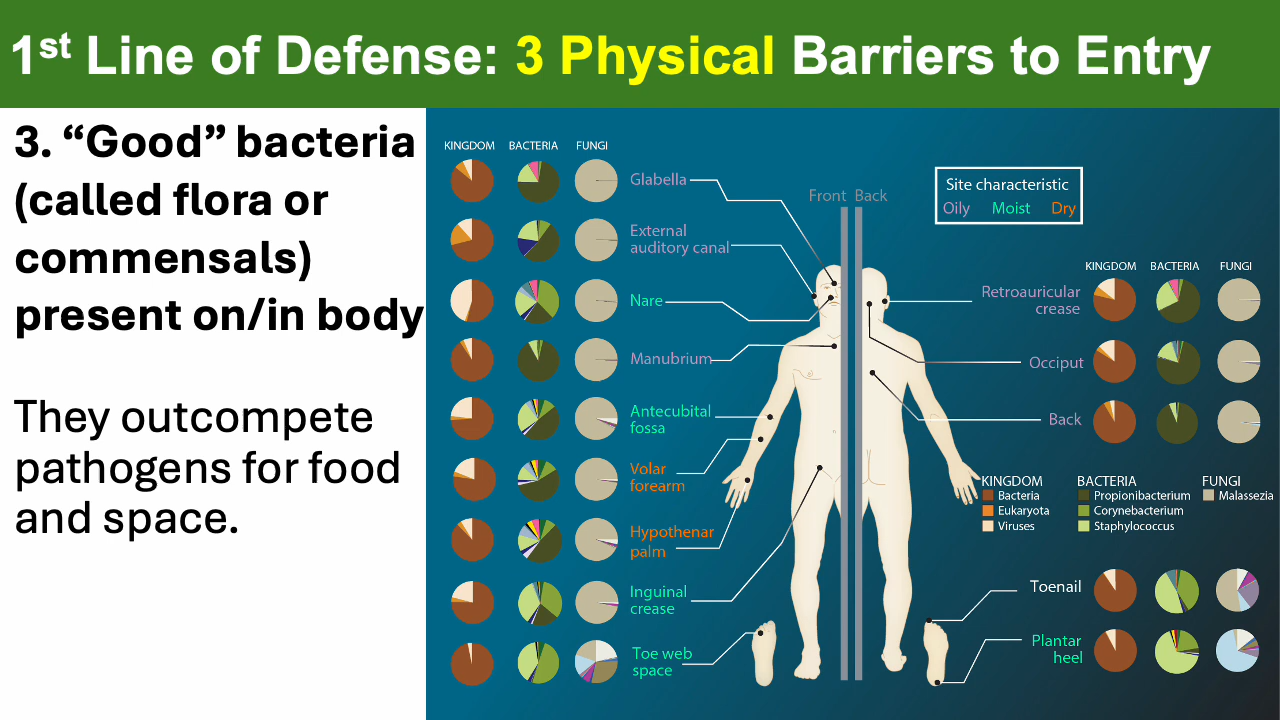 1st Line of Defense: 3 Physical Barriers to Entry
3. “Good” bacteria
(called flora or
commensals)
present on/in body
They outcompete
pathogens for food
and space.
KINGDOM BACTERIA FUNGI
Glabella
External
auditory canal
Nare
Manubrium
Antecubital
fossa
Volar
forearm
Hypothenar
palm
Inguinal
crease
Toe web
space
Front Back
Site characteristic
Oily Moist Dry
KINGDOM BACTERIA FUNGI
Retroauricular
crease
Occiput
Back
KINGDOM BACTERIA FUNGI
Bacteria Propionibacterium Malassezia
Eukaryota Corynebacterium
Viruses Staphylococcus
Toenail
Plantar
heel